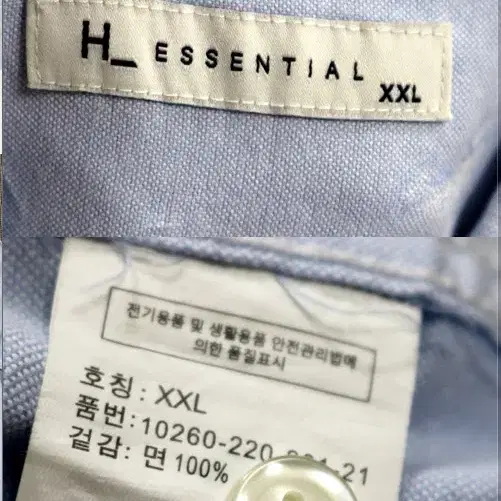 H_ ESSENTIAL
XXL
전기용품 및 생활용품 안전관리법에
의한 품질표시
호칭 : XXL
품번 : 10260-220-
겉감 : 면 100%